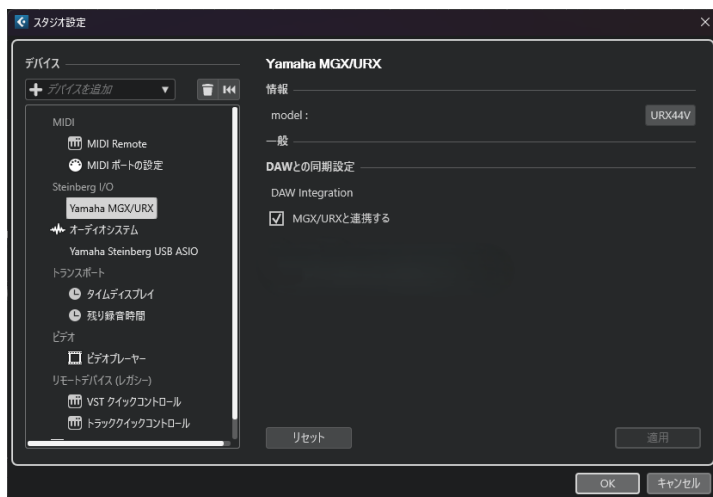 スタジオ設定
デバイス
デバイスを追加
MIDI
MIDI Remote
MIDI ポートの設定
Steinberg I/O
Yamaha MGX/URX
オーディオシステム
Yamaha Steinberg USB ASIO
トランスポート
タイムディスプレイ
残り録音時間
ビデオ
ビデオプレーヤー
リモートデバイス (レガシー)
VST クイックコントロール
トラッククイックコントロール
Yamaha MGX/URX
情報
model : URX44V
一般
DAWとの同期設定
DAW Integration
MGX/URXと連携する
リセット 適用
OK キャンセル